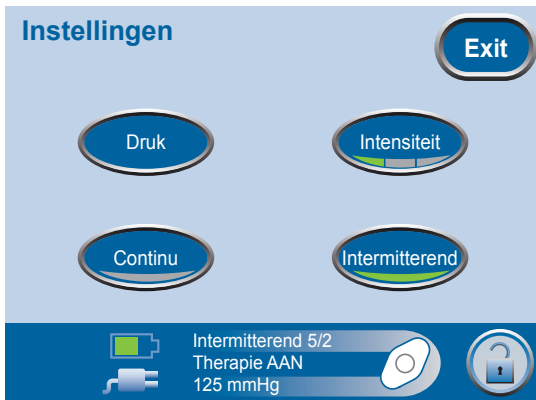 Instellingen
Exit
Druk
Intensiteit
Continu
Intermitterend
Intermitterend 5/2
Therapie AAN
125 mmHg